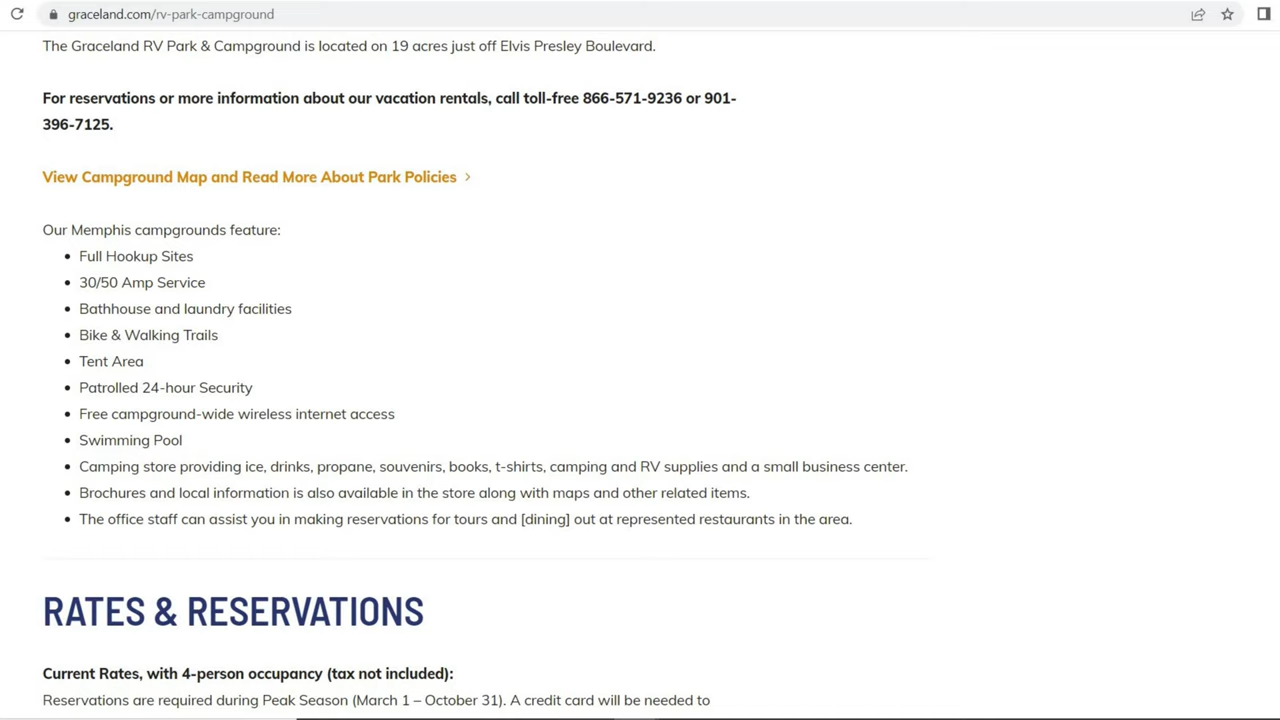 graceland.com/rv-park-campground
The Graceland RV Park & Campground is located on 19 acres just off Elvis Presley Boulevard.
For reservations or more information about our vacation rentals, call toll-free 866-571-9236 or 901-
396-7125.
View Campground Map and Read More About Park Policies >
Our Memphis campgrounds feature:
• Full Hookup Sites
• 30/50 Amp Service
• Bathhouse and laundry facilities
• Bike & Walking Trails
• Tent Area
• Patrolled 24-hour Security
• Free campground-wide wireless internet access
• Swimming Pool
• Camping store providing ice, drinks, propane, souvenirs, books, t-shirts, camping and RV supplies and a small business center.
• Brochures and local information is also available in the store along with maps and other related items.
• The office staff can assist you in making reservations for tours and [dining] out at represented restaurants in the area.
RATES & RESERVATIONS
Current Rates, with 4-person occupancy (tax not included):
Reservations are required during Peak Season (March 1 – October 31). A credit card will be needed to